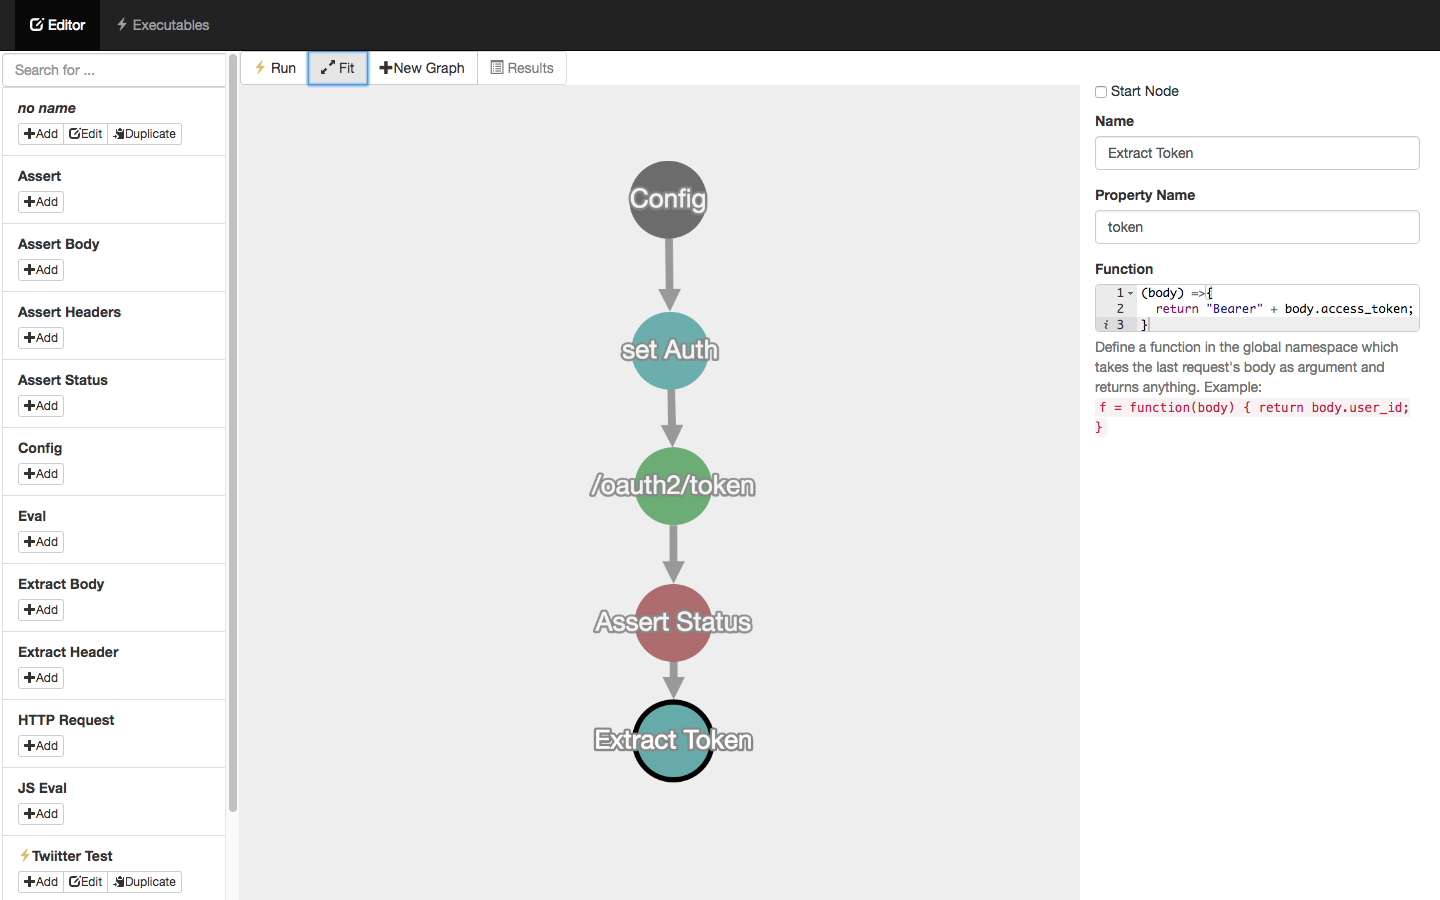 Editor Executables
Search for ...
Run Fit New Graph Results
no name
Add Edit Duplicate
Assert
Add
Assert Body
Add
Assert Headers
Add
Assert Status
Add
Config
Add
Eval
Add
Extract Body
Add
Extract Header
Add
HTTP Request
Add
JS Eval
Add
Twiitter Test
Add Edit Duplicate
Config
set Auth
/oauth2/token
Assert Status
Extract Token
Start Node
Name
Extract Token
Property Name
token
Function
1 (body) =>{
2 return "Bearer" + body.access_token;
i 3 }
Define a function in the global namespace which
takes the last request's body as argument and
returns anything. Example:
f = function(body) { return body.user_id;
}